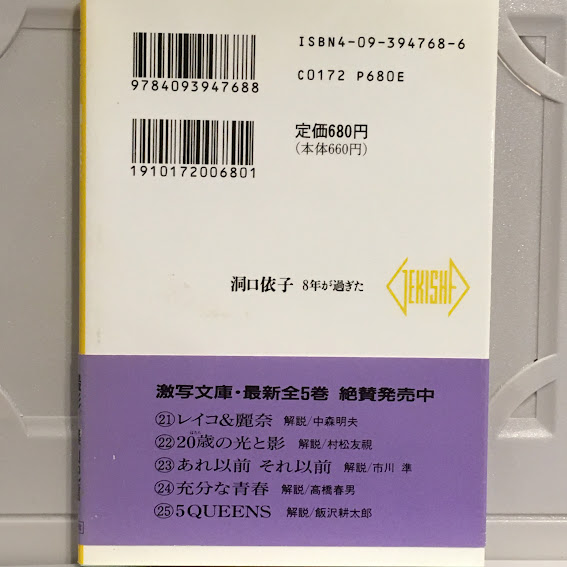 ISBN4-09-394768-6
C0172 P680E
9784093947688
定価680円
(本体660円)
1910172006801
洞口依子 8年が過ぎた
GEKISHA
激写文庫・最新全5巻 絶賛発売中
㉑レイコ&麗奈 解説/中森明夫
はたち
㉒20歳の光と影 解説/村松友視
㉓あれ以前 それ以前 解説/市川 準
㉔充分な青春 解説/高橋春男
㉕5QUEENS 解説/飯沢耕太郎